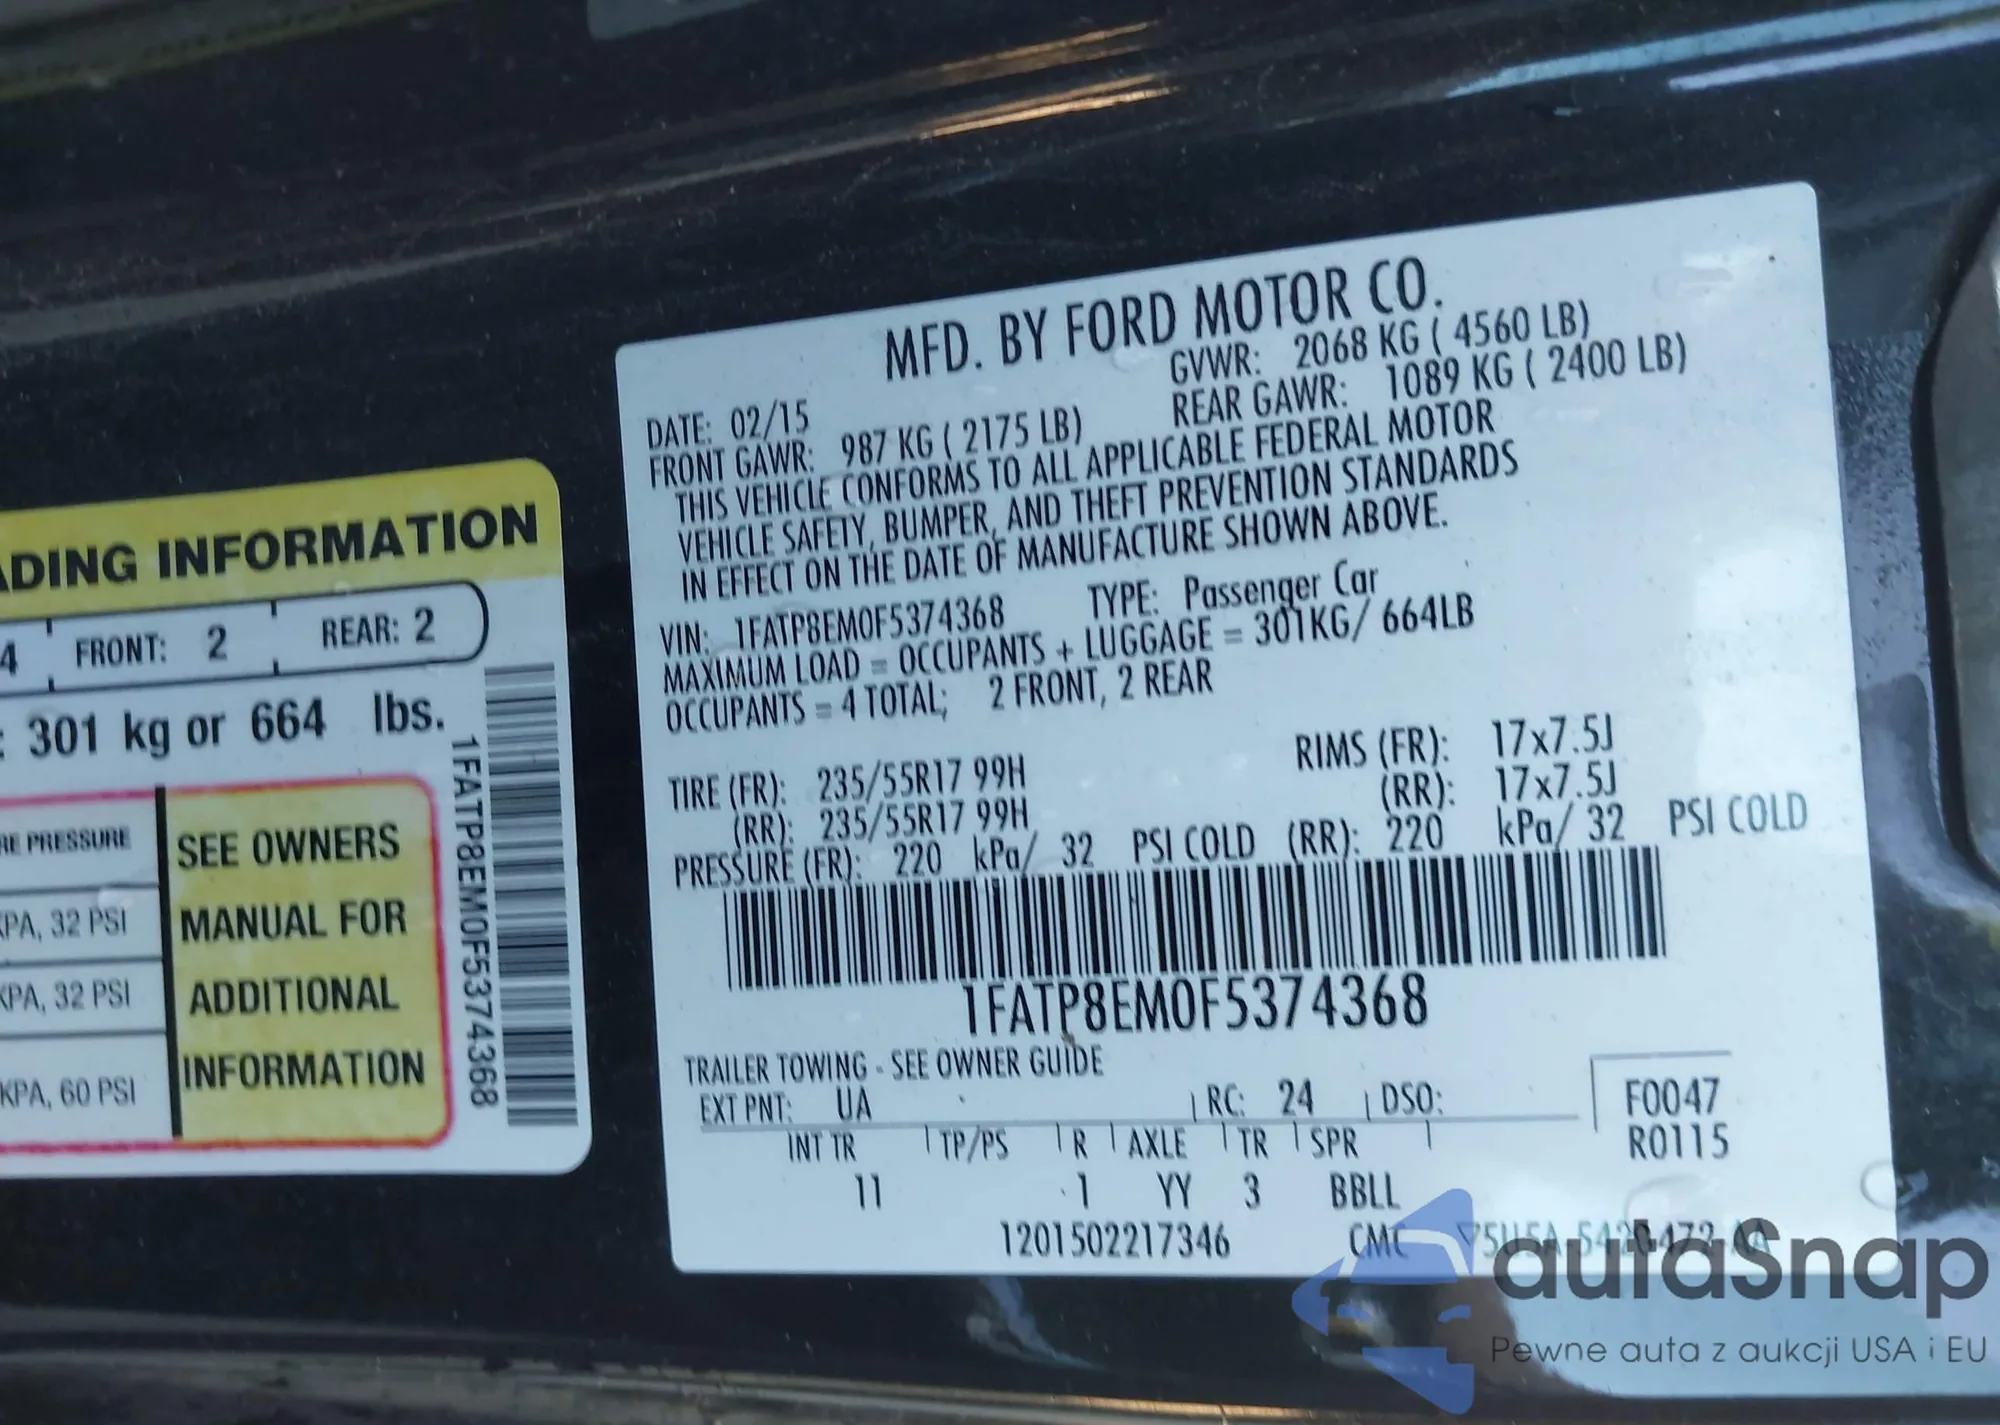 ADING INFORMATION
4 FRONT: 2 REAR: 2
: 301 kg or 664 lbs.
RE PRESSURE
KPA, 32 PSI
KPA, 32 PSI
KPA, 60 PSI
SEE OWNERS
MANUAL FOR
ADDITIONAL
INFORMATION
1FATP8EM0F5374368
MFD. BY FORD MOTOR CO.
DATE: 02/15 GVWR: 2068 KG ( 4560 LB)
FRONT GAWR: 987 KG ( 2175 LB) REAR GAWR: 1089 KG ( 2400 LB)
THIS VEHICLE CONFORMS TO ALL APPLICABLE FEDERAL MOTOR
VEHICLE SAFETY, BUMPER, AND THEFT PREVENTION STANDARDS
IN EFFECT ON THE DATE OF MANUFACTURE SHOWN ABOVE.
VIN: 1FATP8EM0F5374368 TYPE: Passenger Car
MAXIMUM LOAD = OCCUPANTS + LUGGAGE = 301KG/ 664LB
OCCUPANTS = 4 TOTAL; 2 FRONT, 2 REAR
TIRE (FR): 235/55R17 99H RIMS (FR): 17x7.5J
(RR): 235/55R17 99H (RR): 17x7.5J
PRESSURE (FR): 220 kPa/ 32 PSI COLD (RR): 220 kPa/ 32 PSI COLD
1FATP8EM0F5374368
TRAILER TOWING - SEE OWNER GUIDE
EXT PNT: UA RC: 24 DSO: F0047
INT TR TP/PS R AXLE TR SPR R0115
11 1 YY 3 BBLL
1201502217346 CMC
autaSnap
Pewne auta z aukcji USA i EU